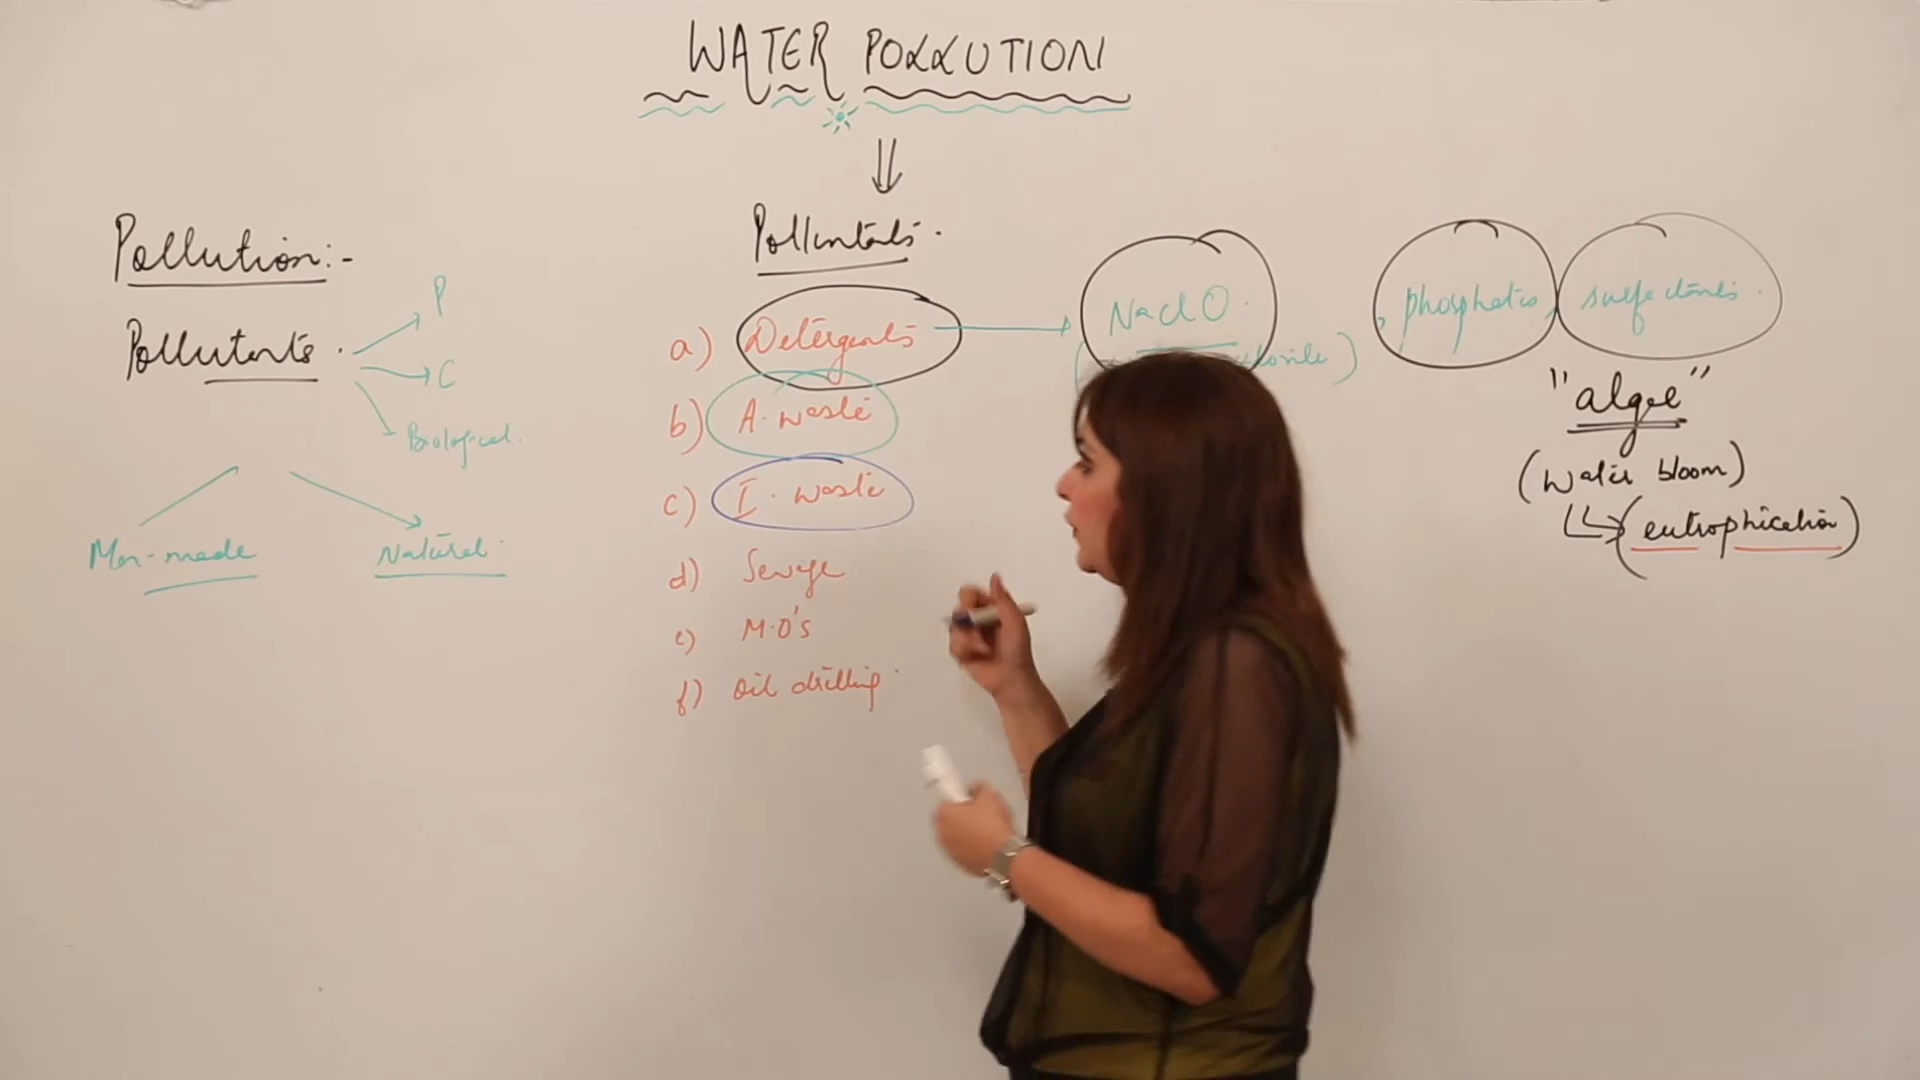 WATER POLLUTION
Pollution:-
Pollutants.
P
C
Biological.
Man-made
Natural.
Pollutants.
a) Detergents
b) A. waste
c) I. waste
d) Sewage
e) M.O's
f) Oil drilling.
NaClO.
, phosphates, surfectants.
"algae"
(Water bloom)
(eutrophication)